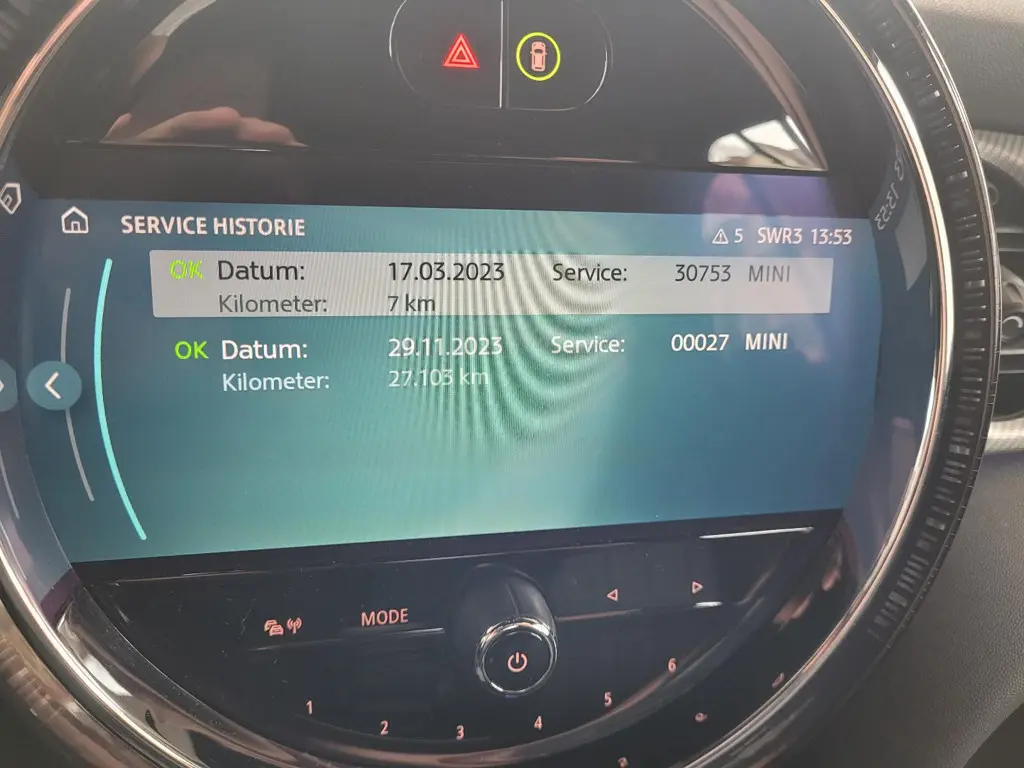 SERVICE HISTORIE 5 SWR3 13:53
OK Datum: 17.03.2023 Service: 30753 MINI
Kilometer: 7 km
OK Datum: 29.11.2023 Service: 00027 MINI
Kilometer: 27.103 km
MODE
1 2 3 4 5 6